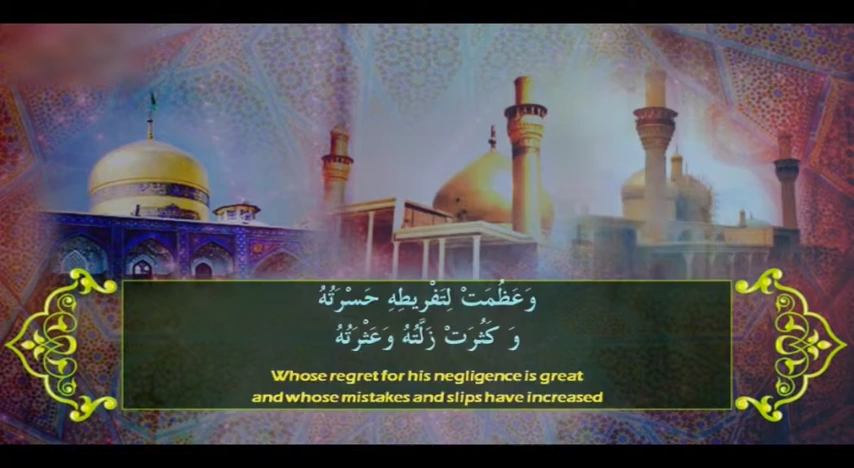 وَعَظُمَتْ لِتَفْرِيطِهِ حَسْرَتُهُ
وَ كَثُرَتْ زَلَّتُهُ وَعَثْرَتُهُ
Whose regret for his negligence is great
and whose mistakes and slips have increased